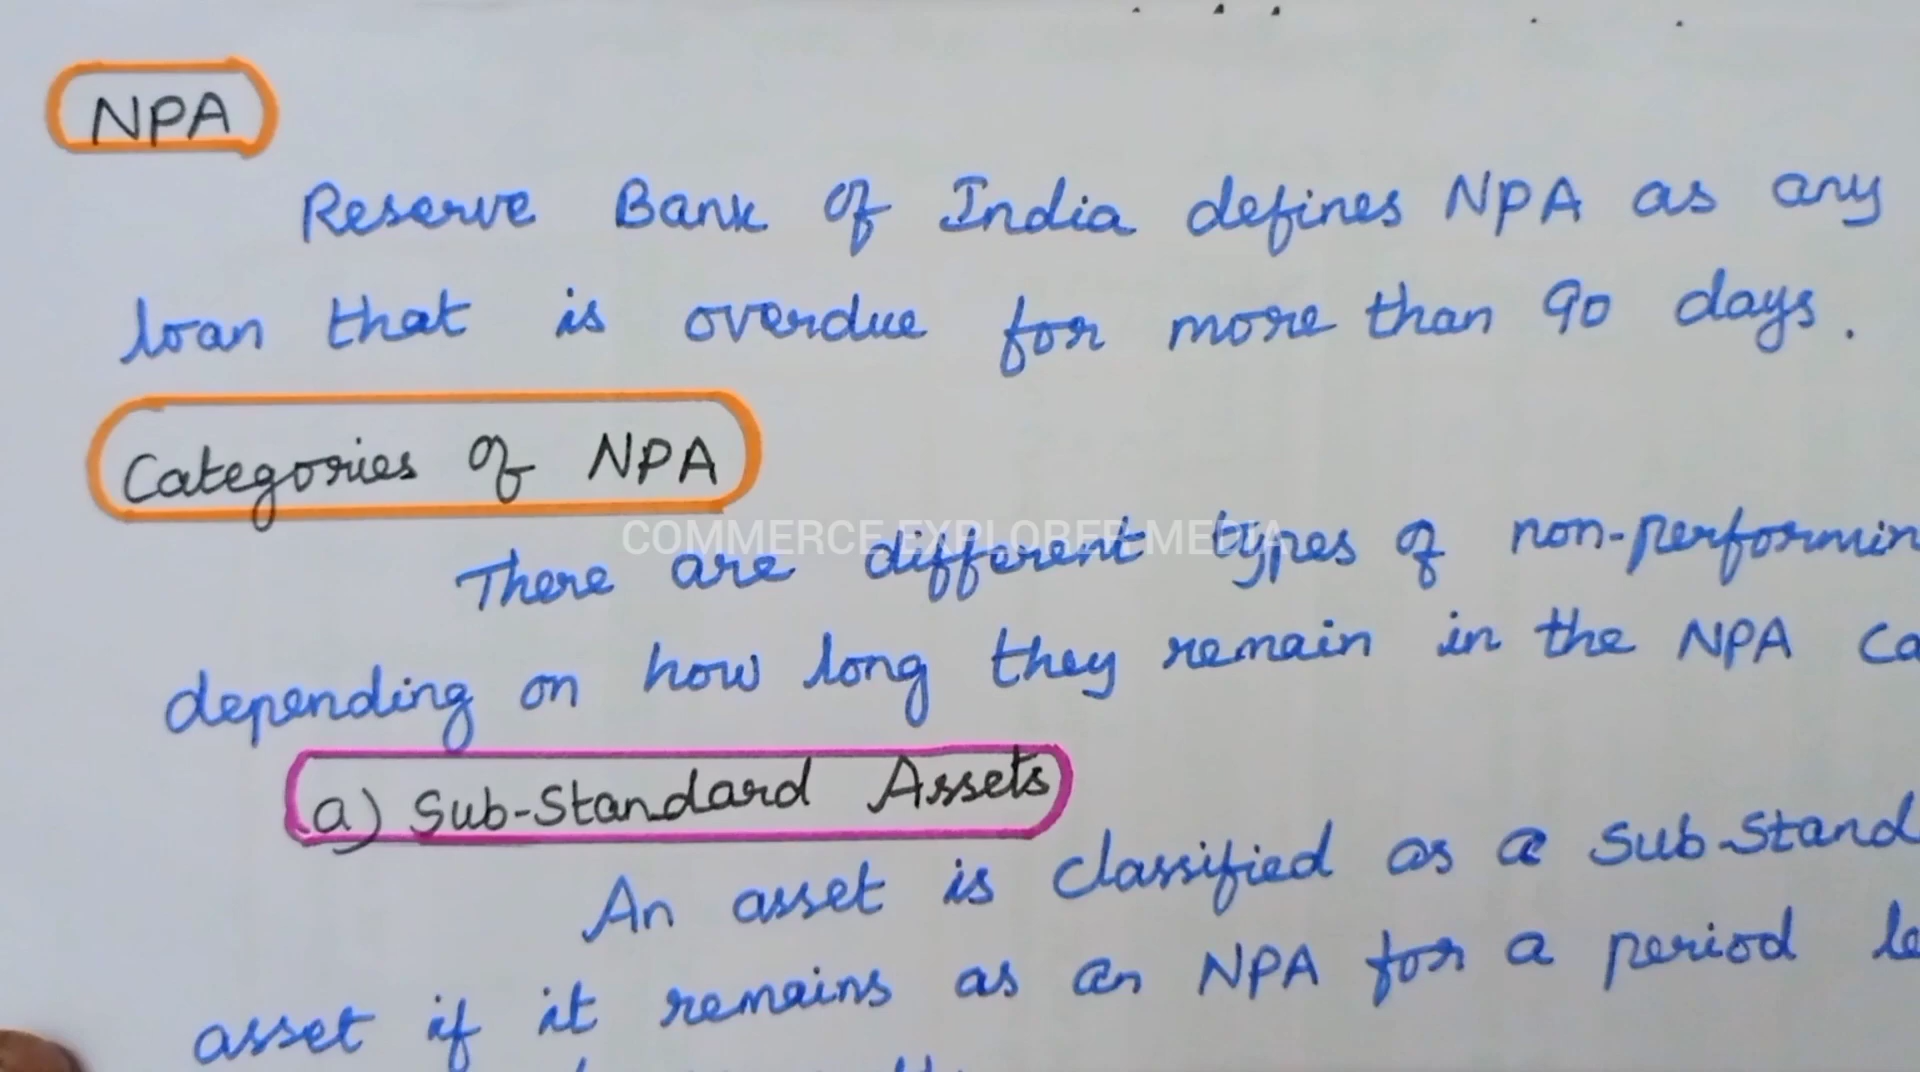 NPA
Reserve Bank of India defines NPA as any
loan that is overdue for more than 90 days.
Categories of NPA
COMMERCE EXPLORER MEDIA
There are different types of non-performin
depending on how long they remain in the NPA Ca
a) Sub-Standard Assets
An asset is classified as a Sub-Stand
asset if it remains as an NPA for a period le